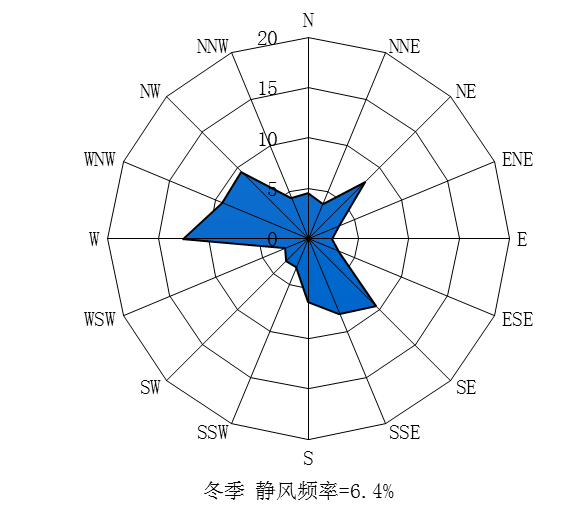 N
20
NNW NNE
15
NW NE
10
WNW ENE
5
W 0 E
WSW ESE
SW SE
SSW SSE
S
冬季 静风频率=6.4%